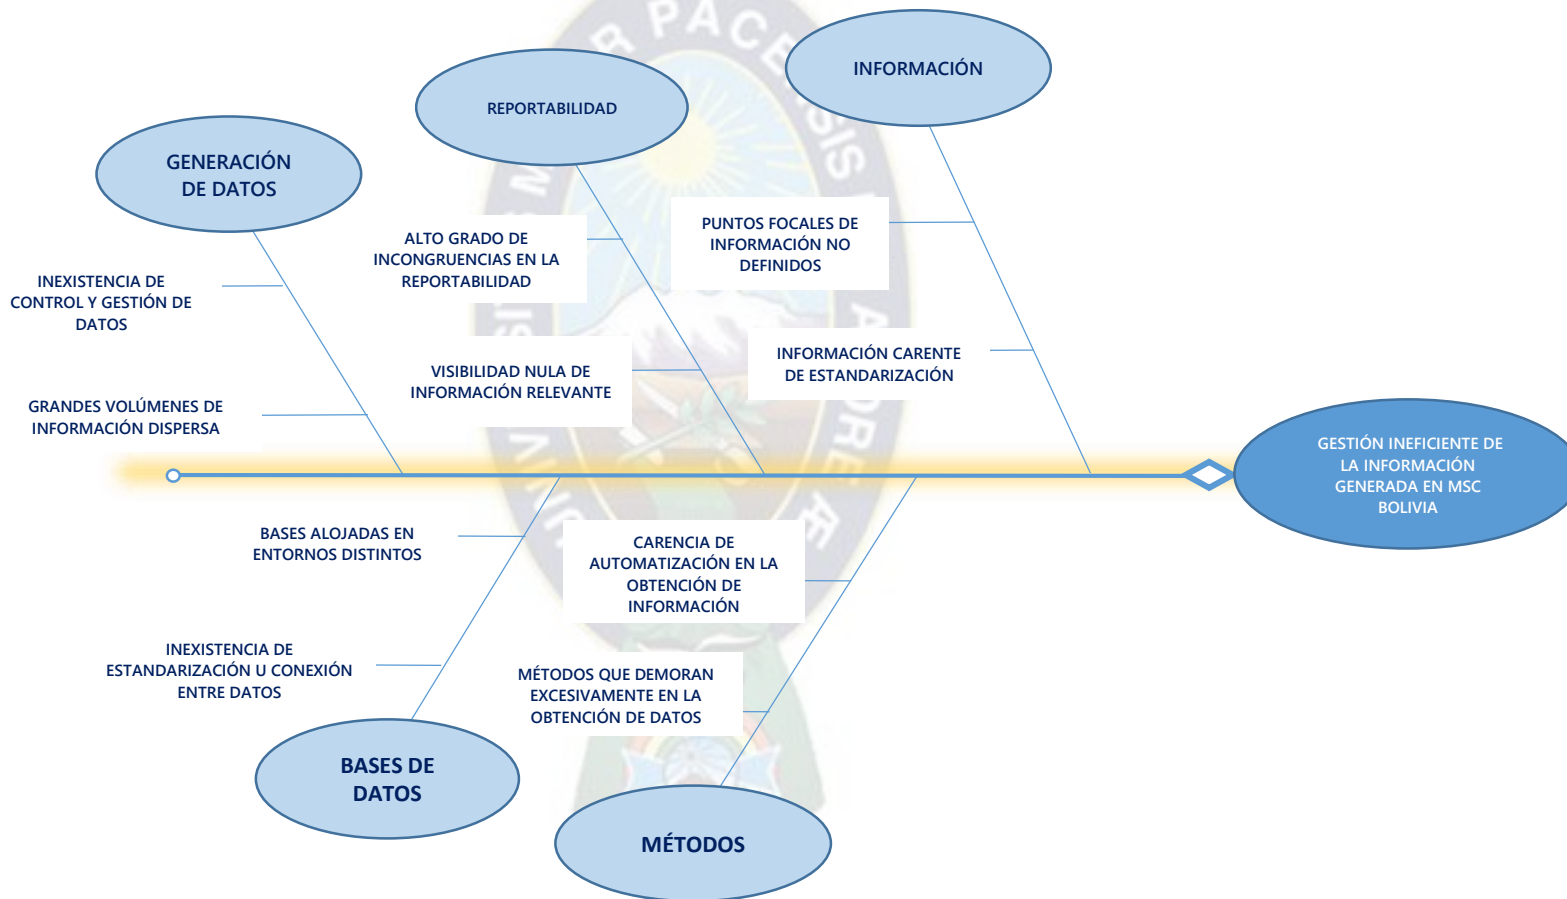 INFORMACIÓN
REPORTABILIDAD
GENERACIÓN
DE DATOS
PUNTOS FOCALES DE
INFORMACIÓN NO
DEFINIDOS
ALTO GRADO DE
INCONGRUENCIAS EN LA
REPORTABILIDAD
INEXISTENCIA DE
CONTROL Y GESTIÓN DE
DATOS
INFORMACIÓN CARENTE
DE ESTANDARIZACIÓN
VISIBILIDAD NULA DE
INFORMACIÓN RELEVANTE
GRANDES VOLÚMENES DE
INFORMACIÓN DISPERSA
GESTIÓN INEFICIENTE DE
LA INFORMACIÓN
GENERADA EN MSC
BOLIVIA
BASES ALOJADAS EN
ENTORNOS DISTINTOS
CARENCIA DE
AUTOMATIZACIÓN EN LA
OBTENCIÓN DE
INFORMACIÓN
INEXISTENCIA DE
ESTANDARIZACIÓN U CONEXIÓN
ENTRE DATOS
MÉTODOS QUE DEMORAN
EXCESIVAMENTE EN LA
OBTENCIÓN DE DATOS
BASES DE
DATOS
MÉTODOS